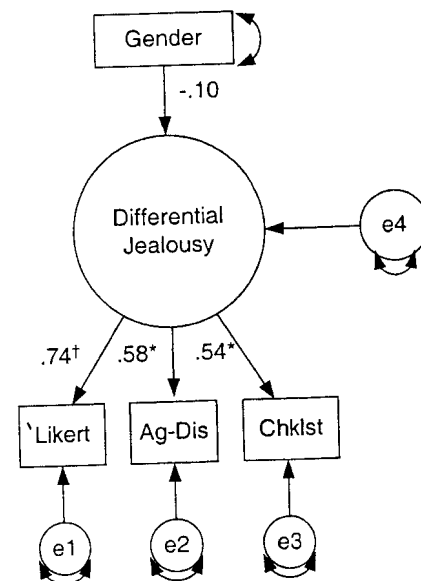 Gender
-.10
Differential
Jealousy
e4
.74† .58* .54*
`Likert Ag-Dis Chklst
e1 e2 e3